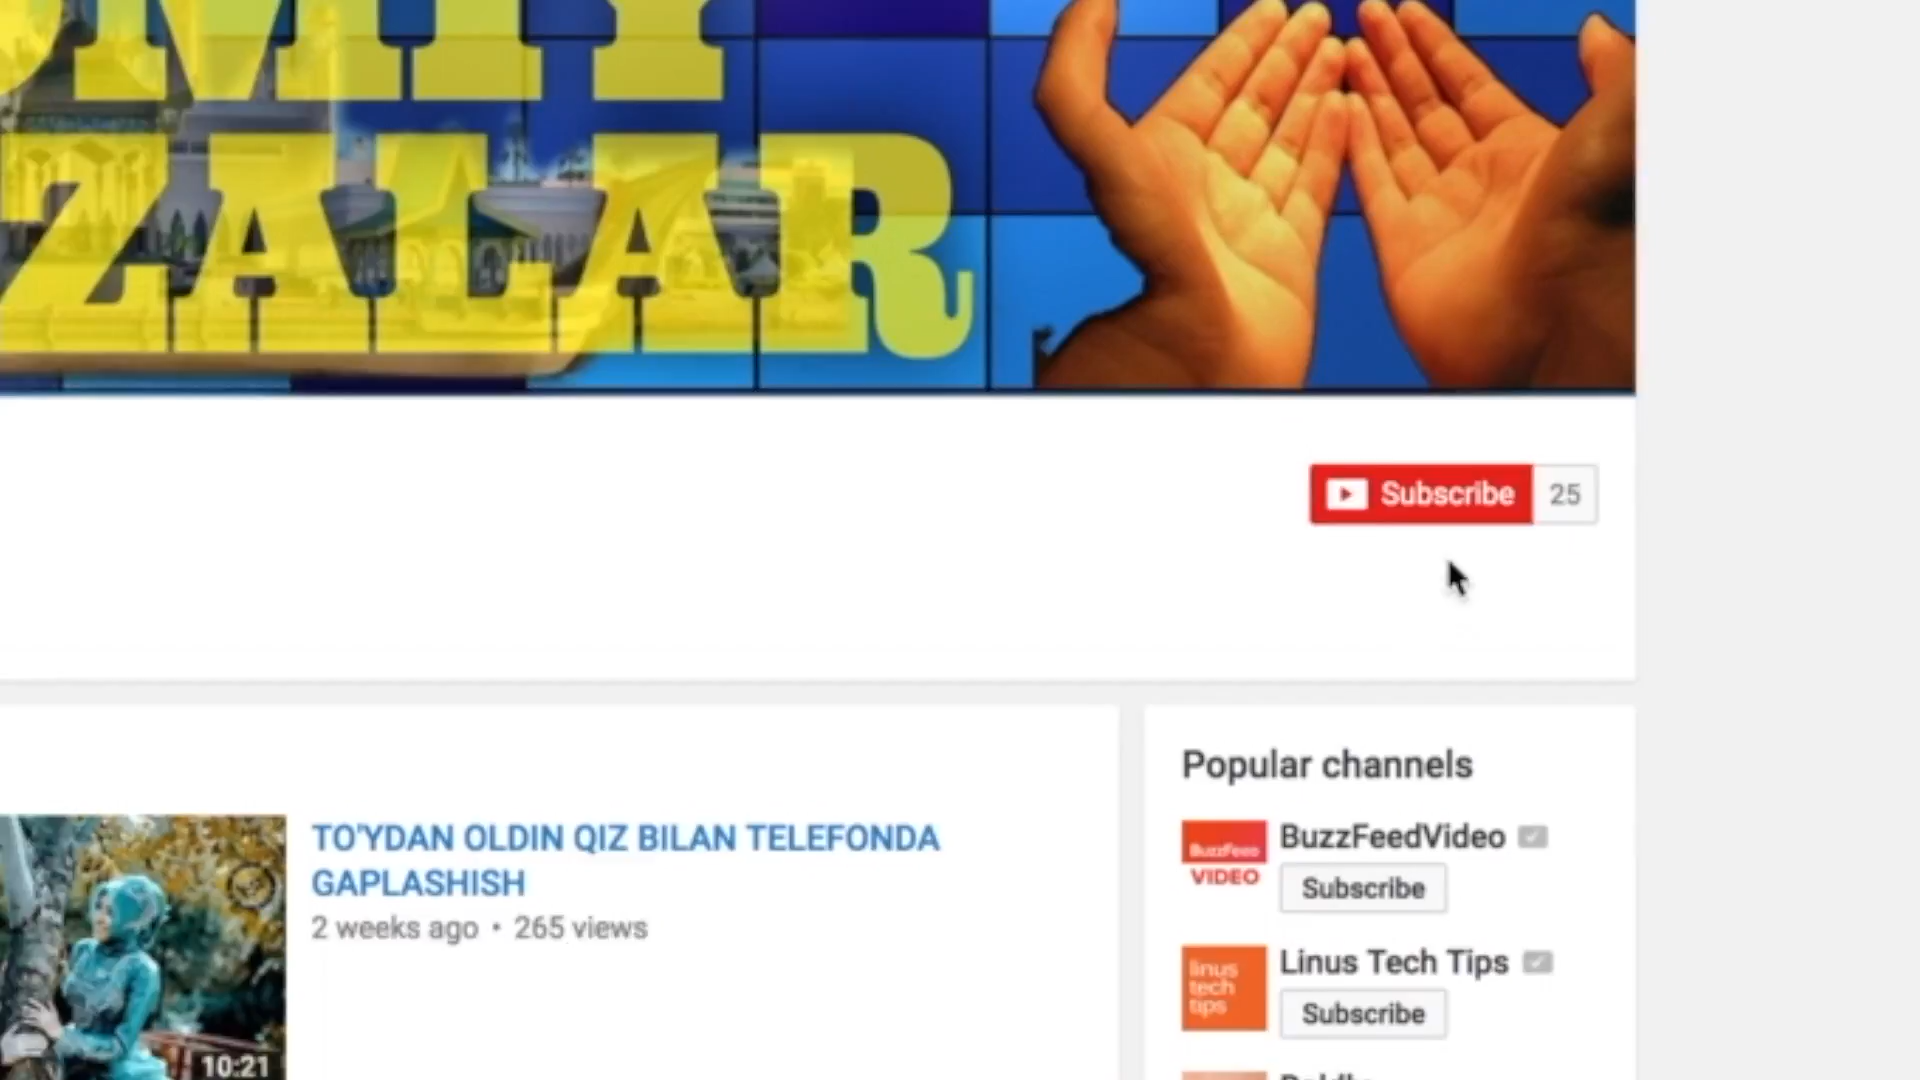 ZALAR
Subscribe 25
TO'YDAN OLDIN QIZ BILAN TELEFONDA
GAPLASHISH
2 weeks ago • 265 views
10:21
Popular channels
BuzzFeed
VIDEO
BuzzFeedVideo
Subscribe
linus
tech
tips
Linus Tech Tips
Subscribe